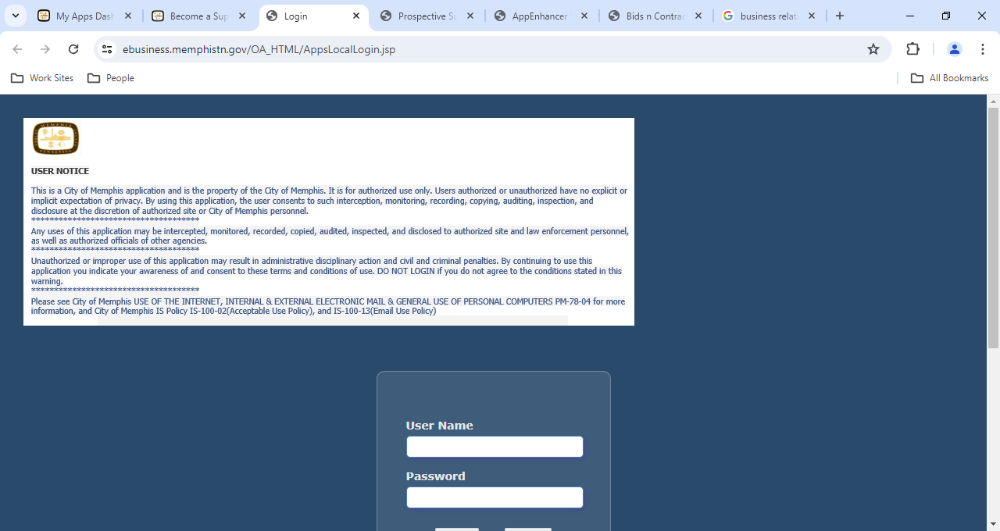 My Apps Dash
Become a Sup
Login
Prospective Su
AppEnhancer
Bids n Contrac
business relat
ebusiness.memphistn.gov/OA_HTML/AppsLocalLogin.jsp
Work Sites
People
All Bookmarks
USER NOTICE
This is a City of Memphis application and is the property of the City of Memphis. It is for authorized use only. Users authorized or unauthorized have no explicit or
implicit expectation of privacy. By using this application, the user consents to such interception, monitoring, recording, copying, auditing, inspection, and
disclosure at the discretion of authorized site or City of Memphis personnel.
************************************
Any uses of this application may be intercepted, monitored, recorded, copied, audited, inspected, and disclosed to authorized site and law enforcement personnel,
as well as authorized officials of other agencies.
************************************
Unauthorized or improper use of this application may result in administrative disciplinary action and civil and criminal penalties. By continuing to use this
application you indicate your awareness of and consent to these terms and conditions of use. DO NOT LOGIN if you do not agree to the conditions stated in this
warning.
************************************
Please see City of Memphis USE OF THE INTERNET, INTERNAL & EXTERNAL ELECTRONIC MAIL & GENERAL USE OF PERSONAL COMPUTERS PM-78-04 for more
information, and City of Memphis IS Policy IS-100-02(Acceptable Use Policy), and IS-100-13(Email Use Policy)
User Name
Password